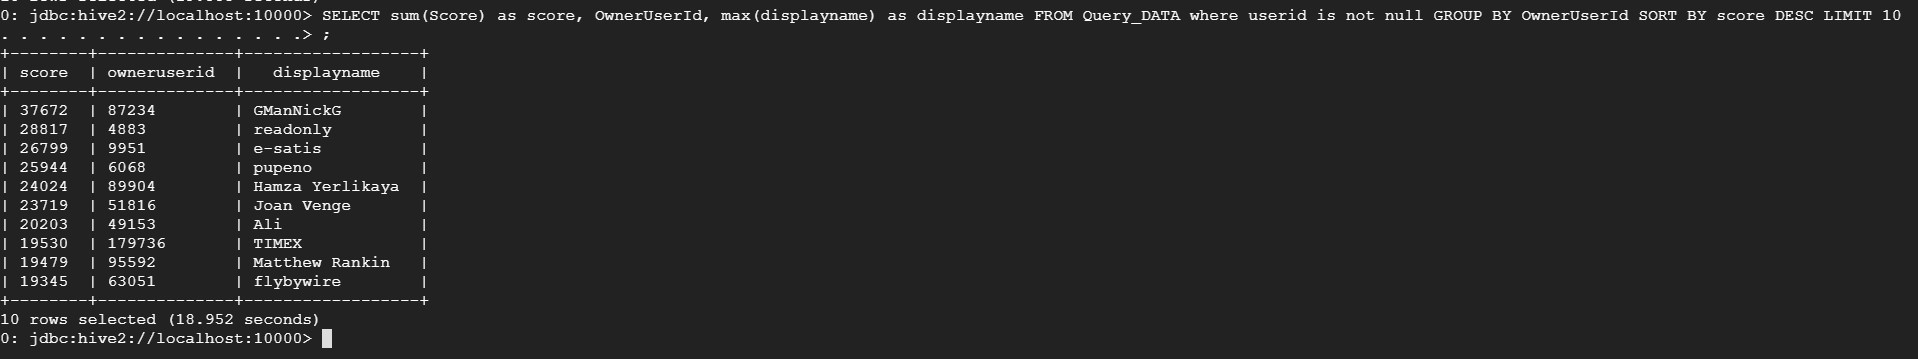 0: jdbc:hive2://localhost:10000> SELECT sum(Score) as score, OwnerUserId, max(displayname) as displayname FROM Query_DATA where userid is not null GROUP BY OwnerUserId SORT BY score DESC LIMIT 10
. . . . . . . . . . . . . . . .> ;
+--------+--------------+------------------+
| score  | owneruserid  |   displayname    |
+--------+--------------+------------------+
| 37672  | 87234        | GManNickG        |
| 28817  | 4883         | readonly         |
| 26799  | 9951         | e-satis          |
| 25944  | 6068         | pupeno           |
| 24024  | 89904        | Hamza Yerlikaya  |
| 23719  | 51816        | Joan Venge       |
| 20203  | 49153        | Ali              |
| 19530  | 179736       | TIMEX            |
| 19479  | 95592        | Matthew Rankin   |
| 19345  | 63051        | flybywire        |
+--------+--------------+------------------+
10 rows selected (18.952 seconds)
0: jdbc:hive2://localhost:10000>